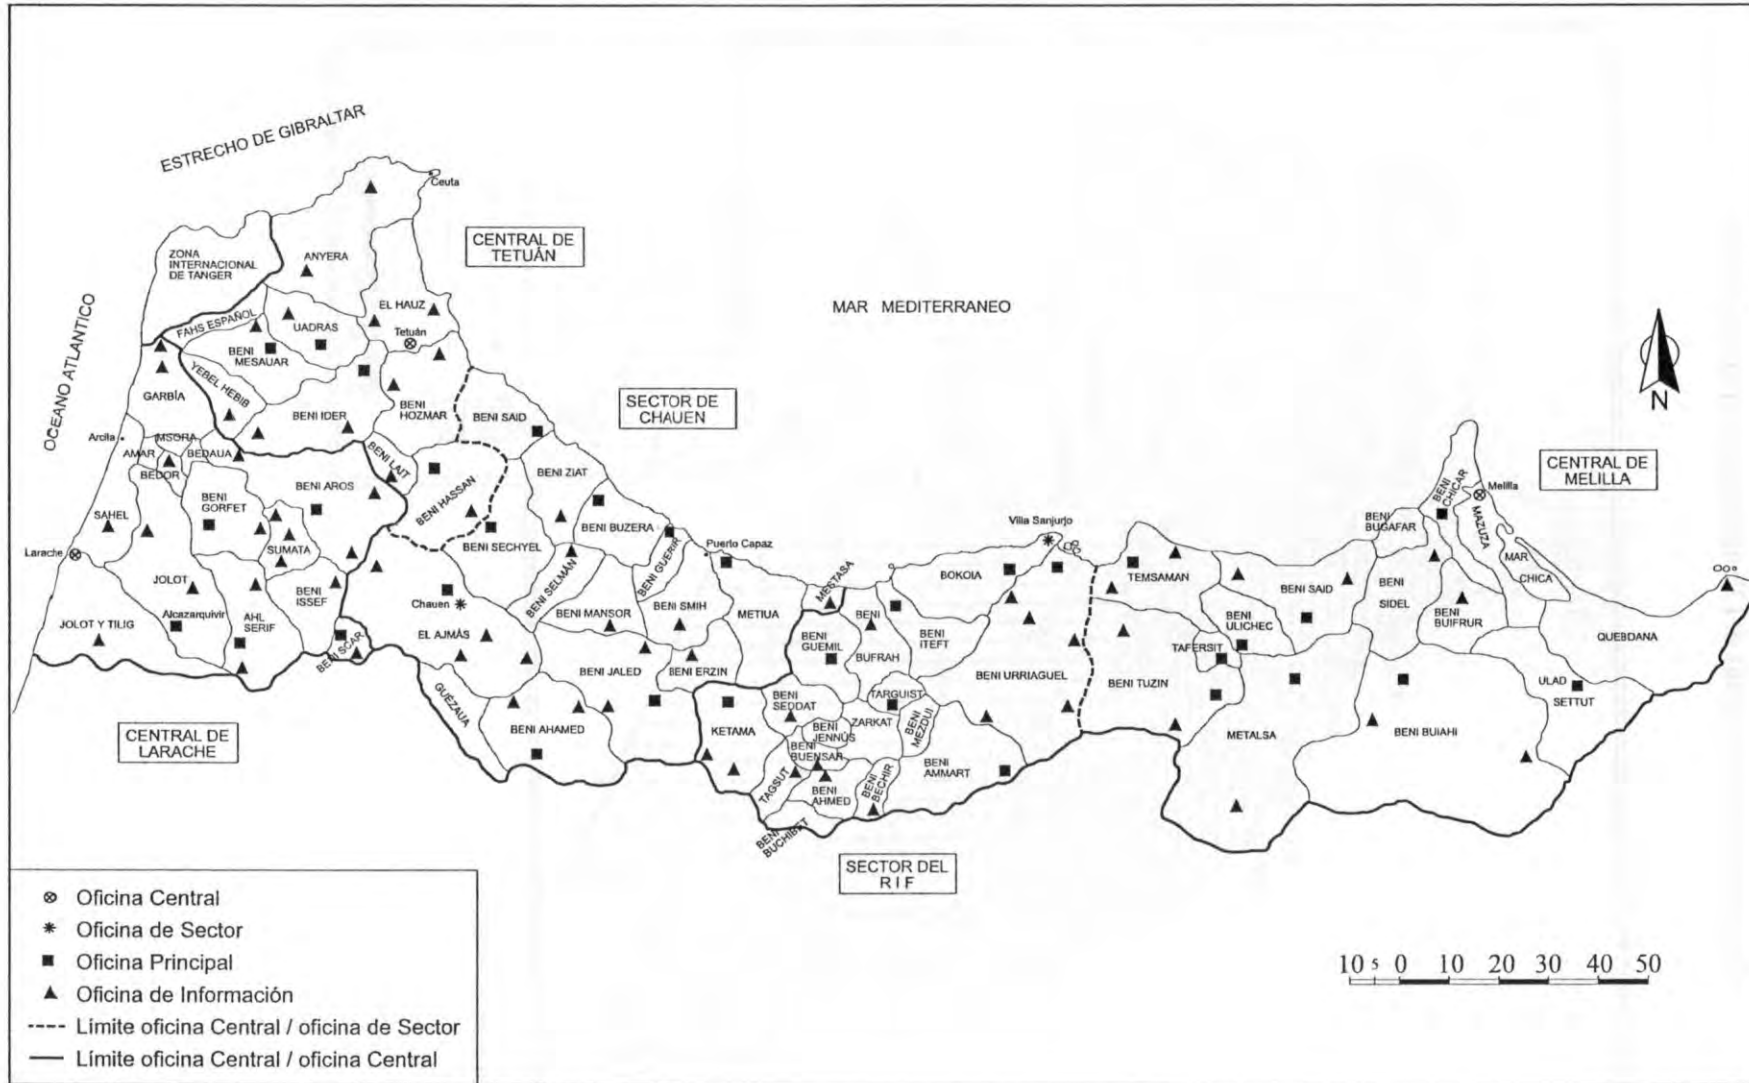 ESTRECHO DE GIBRALTAR
Ceuta
CENTRAL DE
TETUÁN
ZONA
INTERNACIONAL
DE TANGER
ANYERA
OCEANO ATLANTICO
MAR MEDITERRANEO
EL HAUZ
FAHS ESPAÑOL
UADRAS
Tetuán
BENI
MESAUAR
YEBEL HEBIB
GARBÍA
BENI IDER
BENI
HOZMAR
BENI SAID
SECTOR DE
CHAUEN
N
Arcila
MSORA
AMAR
BEDAUA
BEDOR
BENI LAIT
BENI HASSAN
BENI ZIAT
BENI
GORFET
BENI AROS
SAHEL
Larache
SUMATA
BENI SECHYEL
BENI BUZERA
BENI SELMÁN
BENI GUERIR
Puerto Capaz
Villa Sanjurjo
BENI
CHICAR
Melilla
CENTRAL DE
MELILLA
BENI
BUGAFAR
MAZUZA
MAR
CHICA
JOLOT
BENI
ISSEF
Chauen
BENI MANSOR
BENI SMIH
METIUA
MESTASA
BOKOIA
TEMSAMAN
BENI SAID
BENI
SIDEL
BENI
BUIFRUR
QUEBDANA
JOLOT Y TILIG
Alcazarquivir
AHL
SERIF
BENI SCAR
EL AJMÁS
BENI
GUEMIL
BENI
BUFRAH
BENI
ITEFT
BENI
ULICHEC
TAFERSIT
GUEZAUA
BENI JALED
BENI ERZIN
BENI URRIAGUEL
BENI TUZIN
ULAD
SETTUT
CENTRAL DE
LARACHE
BENI AHAMED
KETAMA
BENI
SEDDAT
TARGUIST
ZARKAT
BENI
MEZDUI
BENI
JENNÚS
BENI
BUENSAR
TAGSUT
BENI
AHMED
BENI
BECHIR
BENI
AMMART
METALSA
BENI BUIAHI
BENI
BUCHIBET
SECTOR DEL
RIF
Oficina Central
Oficina de Sector
Oficina Principal
Oficina de Información
Límite oficina Central / oficina de Sector
Límite oficina Central / oficina Central
10 5 0 10 20 30 40 50